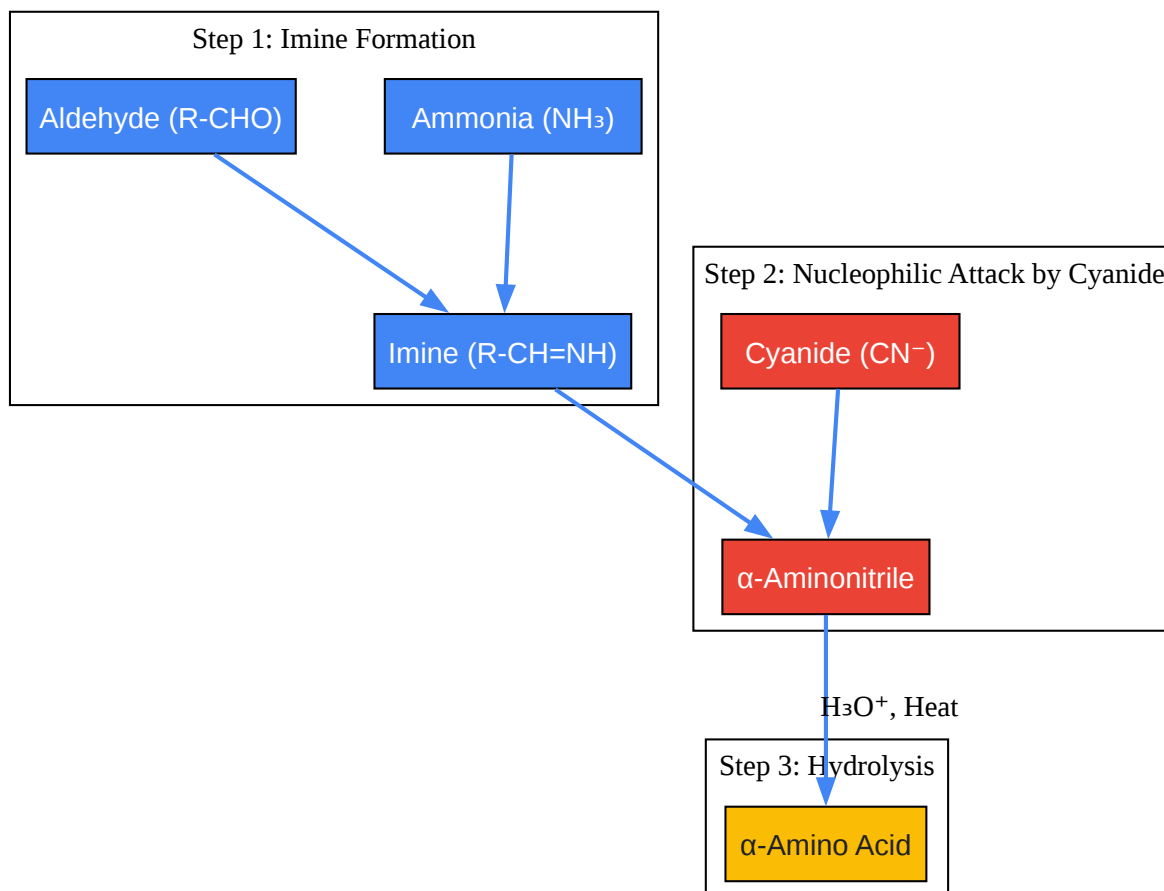 Step 1: Imine Formation
Aldehyde (R-CHO)
Ammonia (NH₃)
Imine (R-CH=NH)
Step 2: Nucleophilic Attack by Cyanide
Cyanide (CN⁻)
α-Aminonitrile
H₃O⁺, Heat
Step 3: Hydrolysis
α-Amino Acid